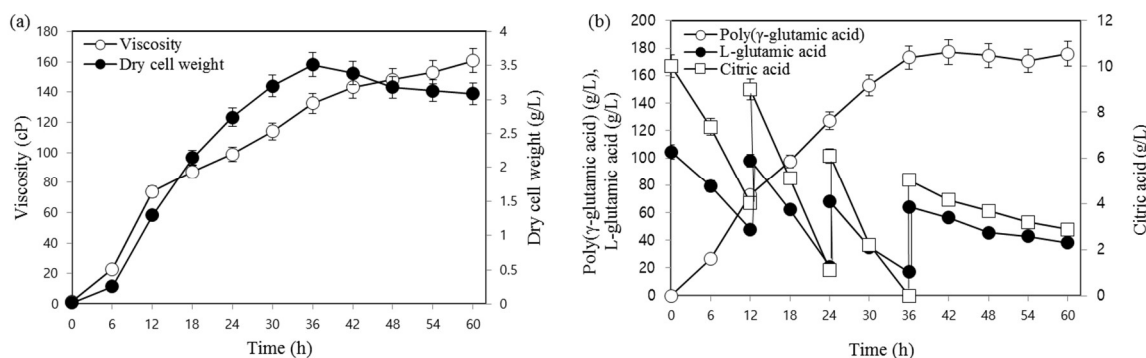 (a)
Viscosity
Dry cell weight
Viscosity (cP)
180
160
140
120
100
80
60
40
20
0
Dry cell weight (g/L)
4
3.5
3
2.5
2
1.5
1
0.5
0
0 6 12 18 24 30 36 42 48 54 60
Time (h)
(b)
Poly(γ-glutamic acid)
L-glutamic acid
Citric acid
Poly(γ-glutamic acid) (g/L),
L-glutamic acid (g/L)
200
180
160
140
120
100
80
60
40
20
0
Citric acid (g/L)
12
10
8
6
4
2
0
0 6 12 18 24 30 36 42 48 54 60
Time (h)